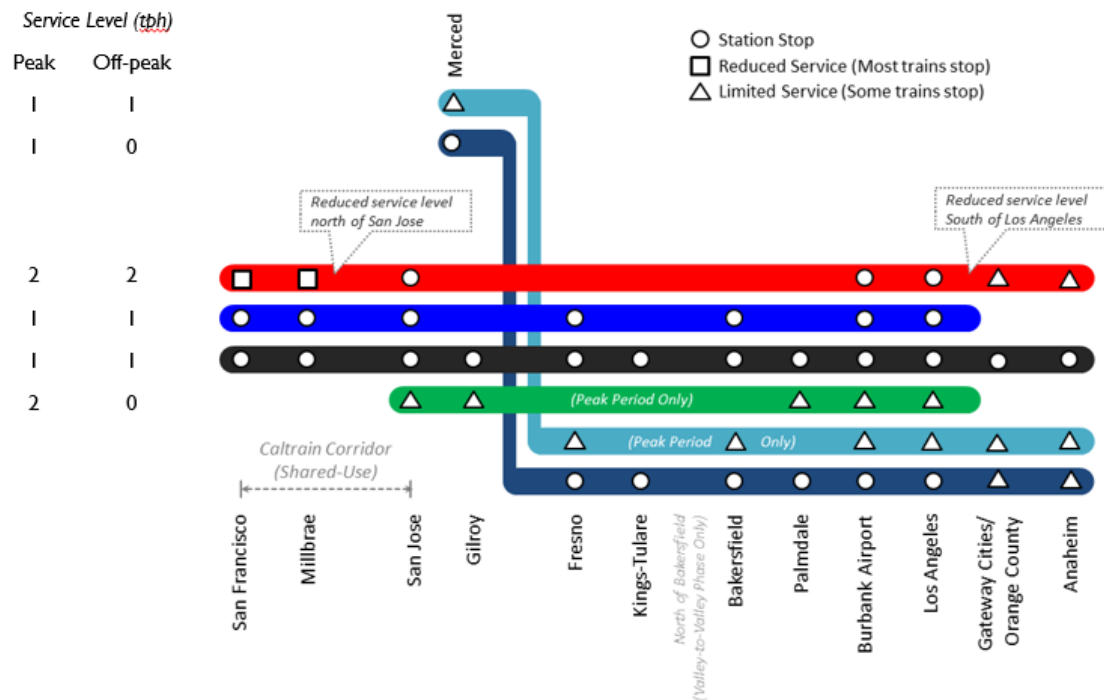 Service Level (tph)
Peak Off-peak
Merced
Station Stop
Reduced Service (Most trains stop)
Limited Service (Some trains stop)
1 1
1 0
Reduced service level
north of San Jose
Reduced service level
South of Los Angeles
2 2
1 1
1 1
2 0
(Peak Period Only)
(Peak Period Only)
Caltrain Corridor
(Shared-Use)
San Francisco
Millbrae
San Jose
Gilroy
Fresno
Kings-Tulare
North of Bakersfield
(Valley-to-Valley Phase Only)
Bakersfield
Palmdale
Burbank Airport
Los Angeles
Gateway Cities/
Orange County
Anaheim